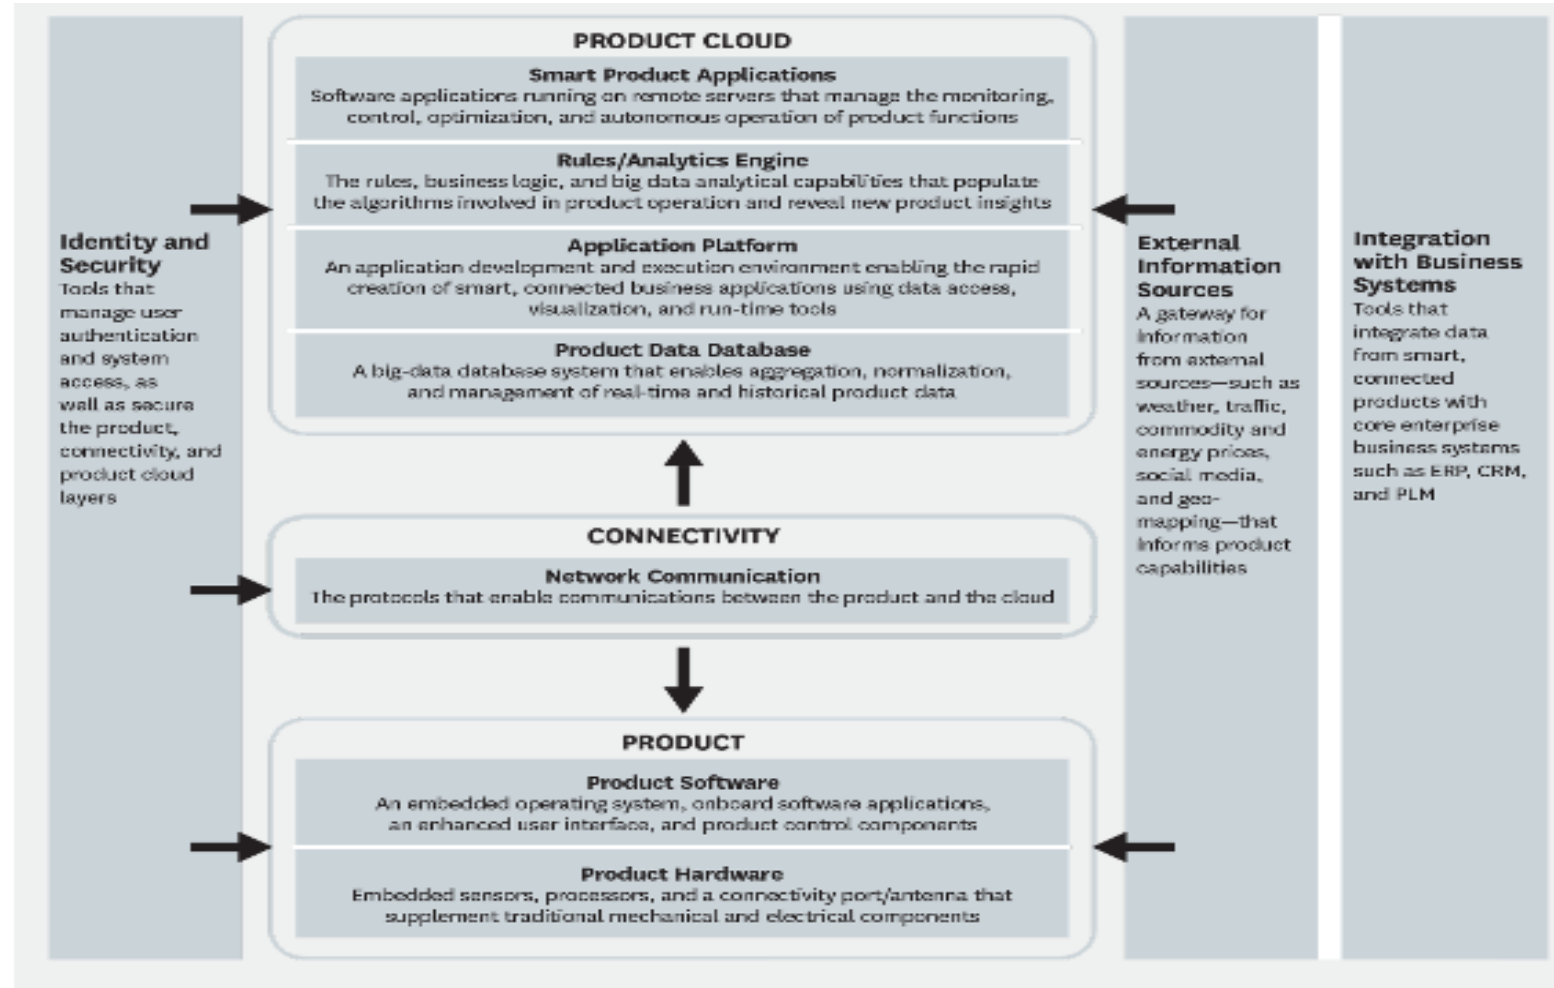 PRODUCT CLOUD
Smart Product Applications
Software applications running on remote servers that manage the monitoring,
control, optimization, and autonomous operation of product functions
Rules/Analytics Engine
The rules, business logic, and big data analytical capabilities that populate
the algorithms involved in product operation and reveal new product insights
Application Platform
An application development and execution environment enabling the rapid
creation of smart, connected business applications using data access,
visualization, and run-time tools
Product Data Database
A big-data database system that enables aggregation, normalization,
and management of real-time and historical product data
CONNECTIVITY
Network Communication
The protocols that enable communications between the product and the cloud
PRODUCT
Product Software
An embedded operating system, onboard software applications,
an enhanced user interface, and product control components
Product Hardware
Embedded sensors, processors, and a connectivity port/antenna that
supplement traditional mechanical and electrical components
Identity and
Security
Tools that
manage user
authentication
and system
access, as
well as secure
the product,
connectivity, and
product cloud
layers
External
Information
Sources
A gateway for
information
from external
sources—such as
weather, traffic,
commodity and
energy prices,
social media,
and geo-
mapping—that
informs product
capabilities
Integration
with Business
Systems
Tools that
integrate data
from smart,
connected
products with
core enterprise
business systems
such as ERP, CRM,
and PLM